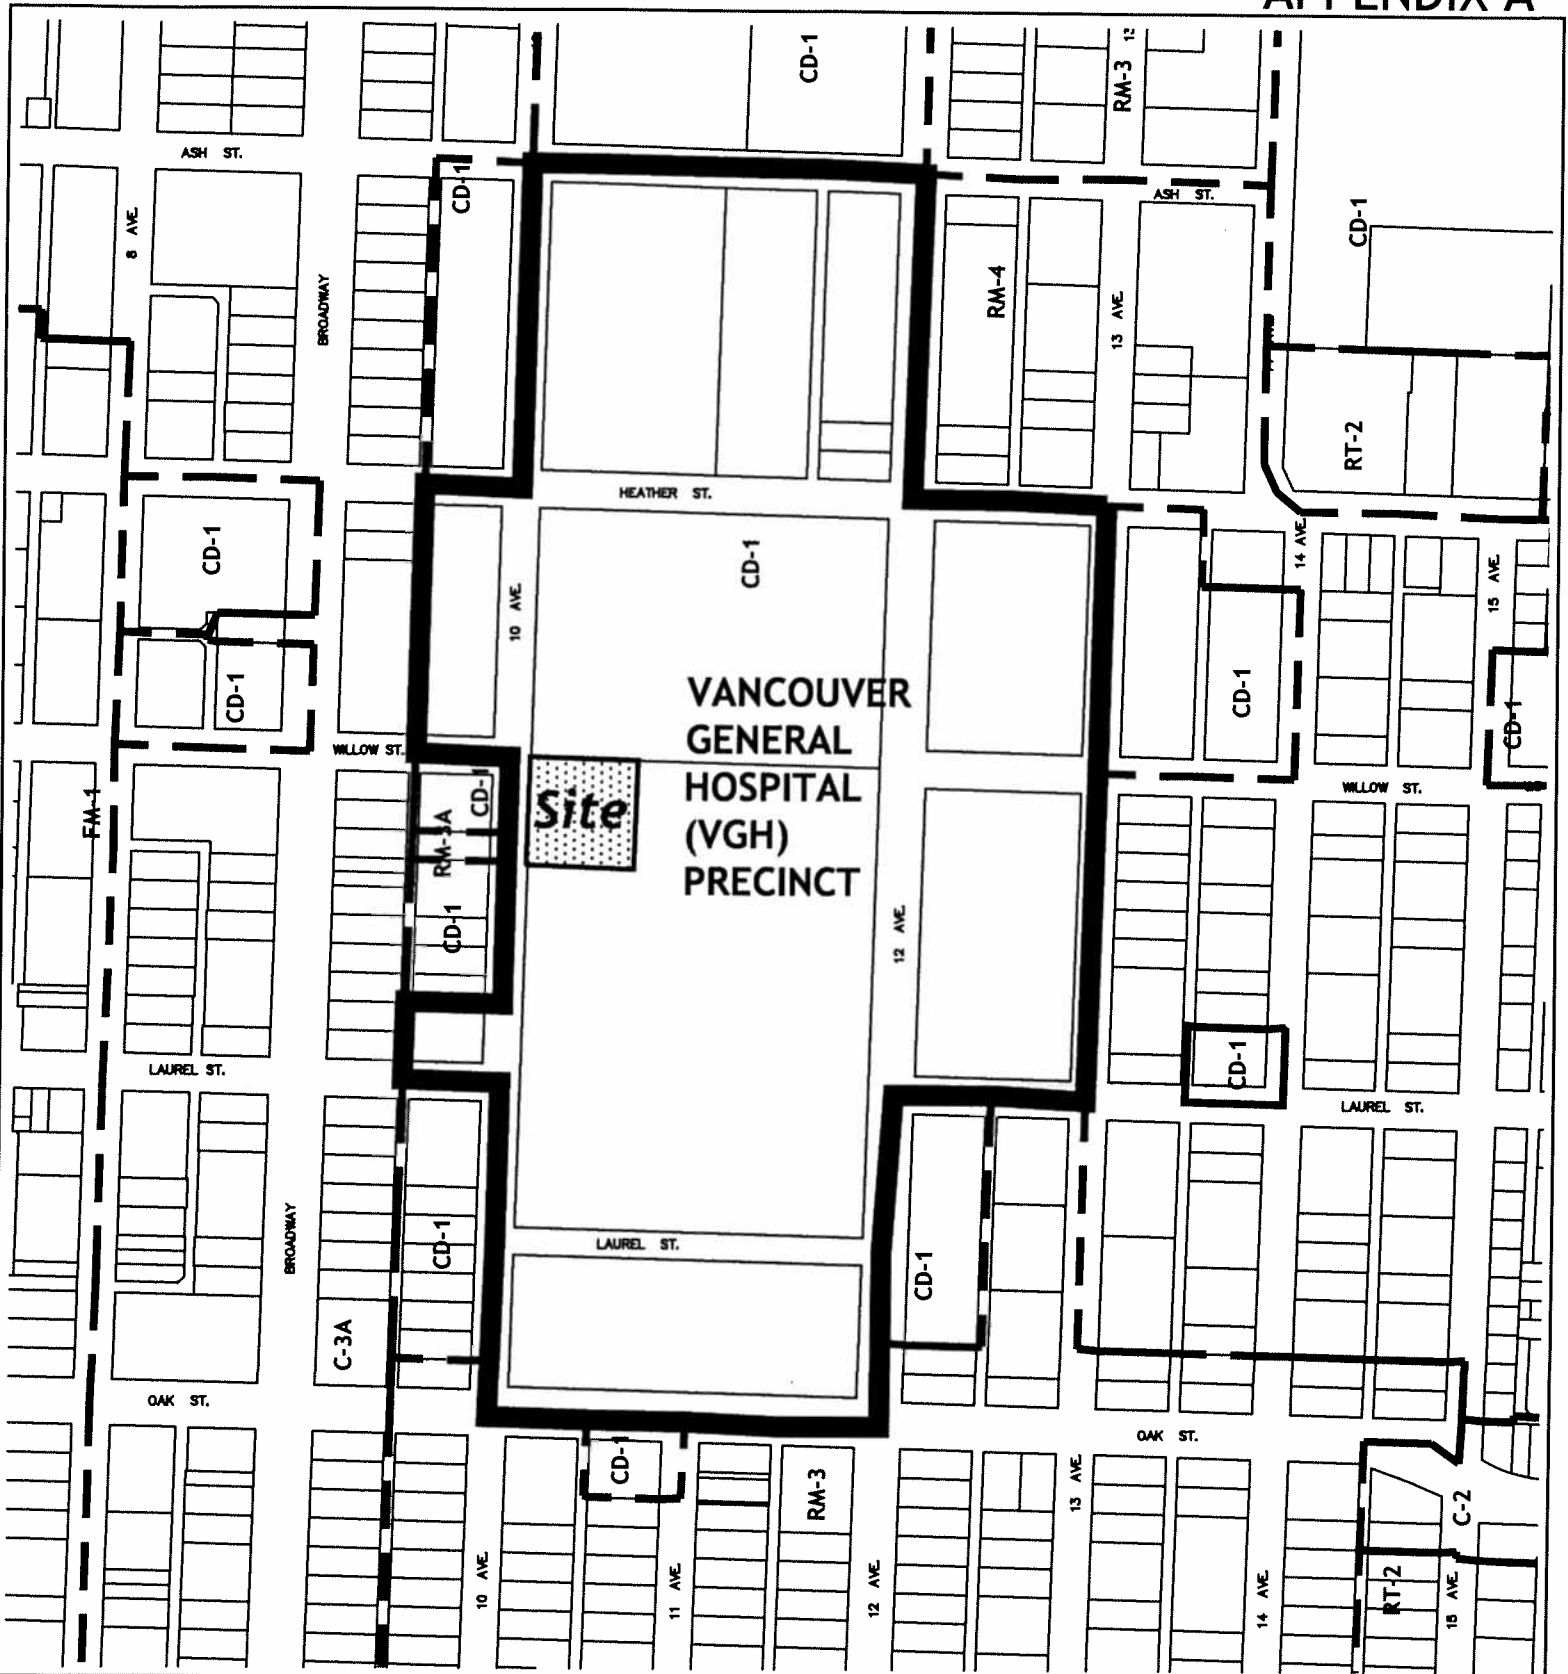 APPENDIX A
CD-1
RM-3
ASH ST.
CD-1
ASH ST.
CD-1
8 AVE.
BROADWAY
RM-4
13 AVE.
RT-2
HEATHER ST.
CD-1
CD-1
10 AVE.
14 AVE.
15 AVE.
CD-1
VANCOUVER
GENERAL
HOSPITAL
(VGH)
PRECINCT
CD-1
CD-1
WILLOW ST.
WILLOW ST.
FM-1
CD-1
RM-3A
Site
CD-1
12 AVE.
LAUREL ST.
CD-1
LAUREL ST.
BROADWAY
CD-1
LAUREL ST.
CD-1
C-3A
OAK ST.
OAK ST.
CD-1
RM-3
13 AVE.
C-2
10 AVE.
11 AVE.
12 AVE.
14 AVE.
RT-2
15 AVE.